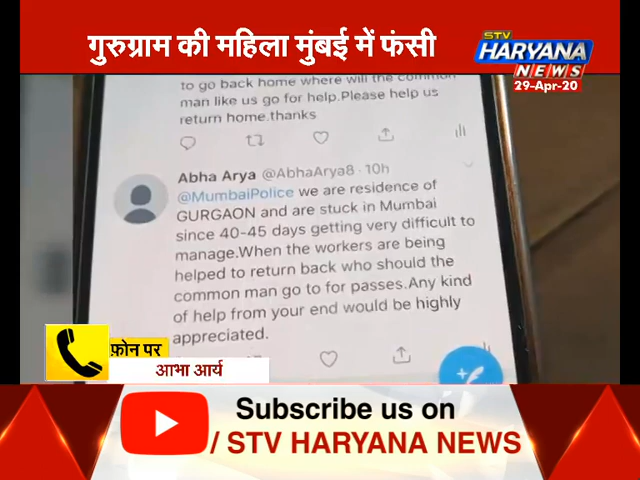 गुरुग्राम की महिला मुंबई में फंसी
STV
HARYANA
NEWS
29-Apr-20
to go back home where will the common
man like us go for help.Please help us
return home.thanks
Abha Arya @AbhaArya8 · 10h
@MumbaiPolice we are residence of
GURGAON and are stuck in Mumbai
since 40-45 days getting very difficult to
manage.When the workers are being
helped to return back who should the
common man go to for passes.Any kind
of help from your end would be highly
appreciated.
फ़ोन पर
आभा आर्य
Subscribe us on
/ STV HARYANA NEWS